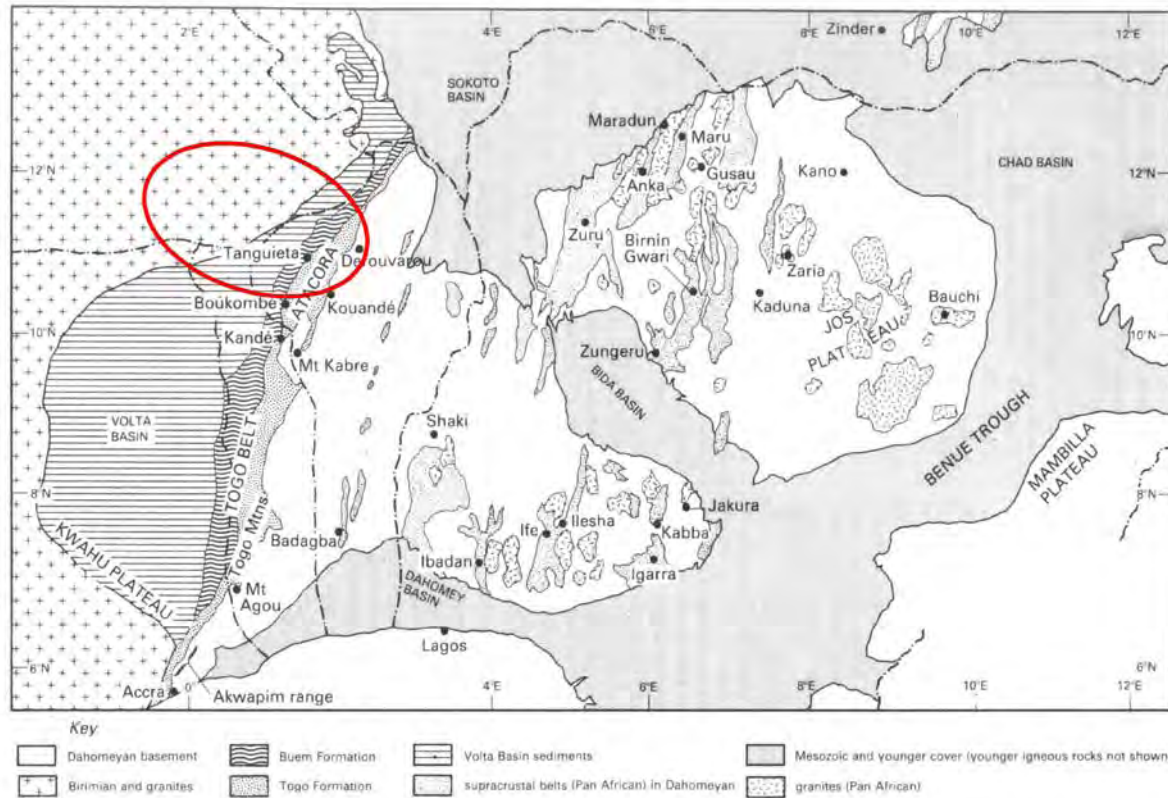 2°E 4°E 6°E 8°E 10°E 12°E
Zinder
SOKOTO
BASIN
Maradun
Maru
CHAD BASIN
12°N
12°N
Kano
Anka
Gusau
Zuru
Birnin
Gwari
Tanguieta
Derouvarou
Zaria
ATACORA
Boukombe
Kouandé
Kaduna
Bauchi
JOS
PLATEAU
10°N
10°N
Kandé
Mt Kabre
Zungeru
BIDA BASIN
VOLTA
BASIN
Shaki
BENUE TROUGH
MAMBILLA
PLATEAU
TOGO BELT
Togo Mtns.
8°N
8°N
Jakura
Ife
Ilesha
Kabba
Badagba
KWAHU PLATEAU
Ibadan
Igarra
DAHOMEY
BASIN
Mt
Agou
Lagos
6°N
6°N
Accra
0°
Akwapim range
4°E 6°E 8°E 10°E 12°E
Key
Dahomeyan basement
Buem Formation
Volta Basin sediments
Mesozoic and younger cover (younger igneous rocks not shown
Birimian and granites
Togo Formation
supracrustal belts (Pan African) in Dahomeyan
granites (Pan African)